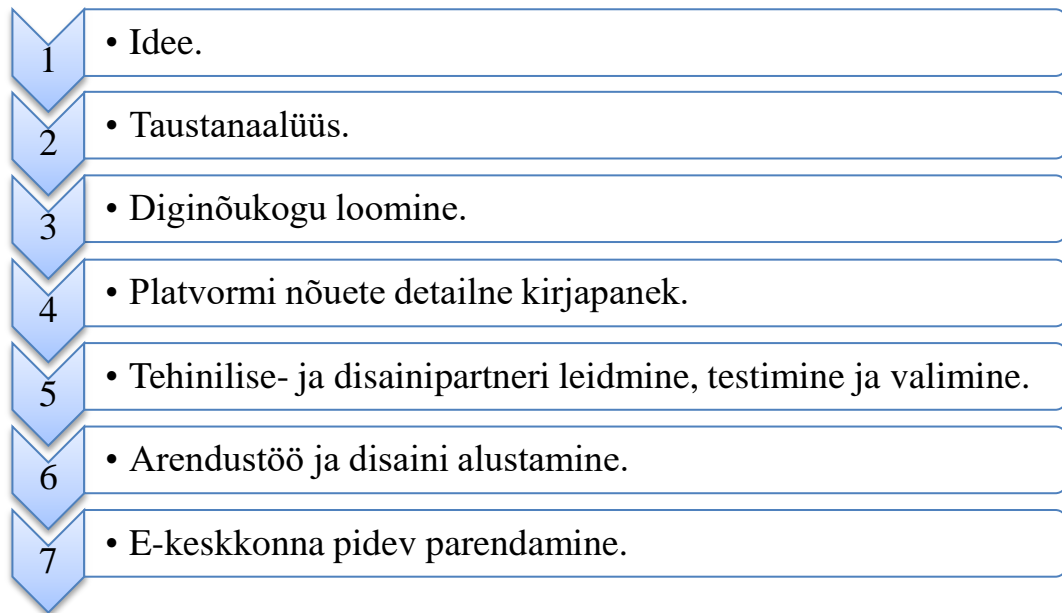 1 • Idee.
2 • Taustanaalüüs.
3 • Diginõukogu loomine.
4 • Platvormi nõuete detailne kirjapanek.
5 • Tehinilise- ja disainipartneri leidmine, testimine ja valimine.
6 • Arendustöö ja disaini alustamine.
7 • E-keskkonna pidev parendamine.